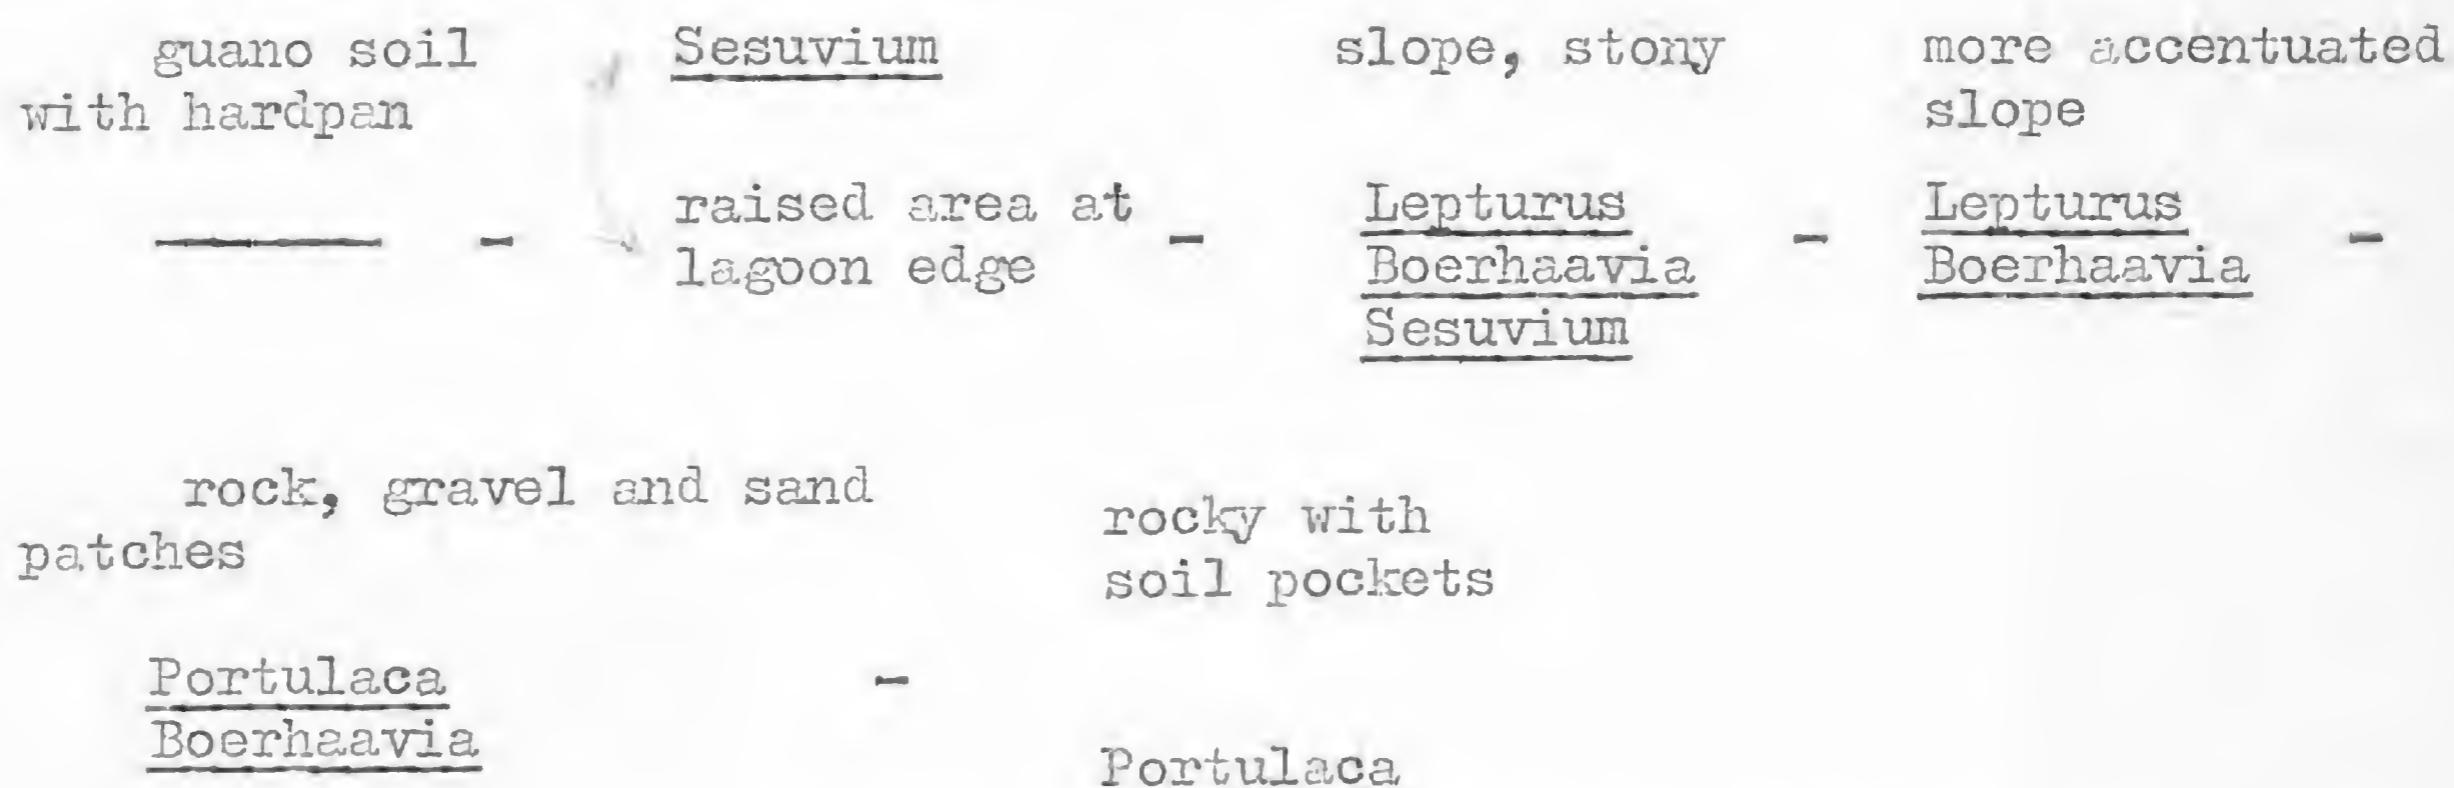 guano soil
with hardpan
Sesuvium
raised area at
lagoon edge
slope, stony
Lepturus
Boerhaavia
Sesuvium
more accentuated
slope
Lepturus
Boerhaavia
rock, gravel and sand
patches
Portulaca
Boerhaavia
rocky with
soil pockets
Portulaca